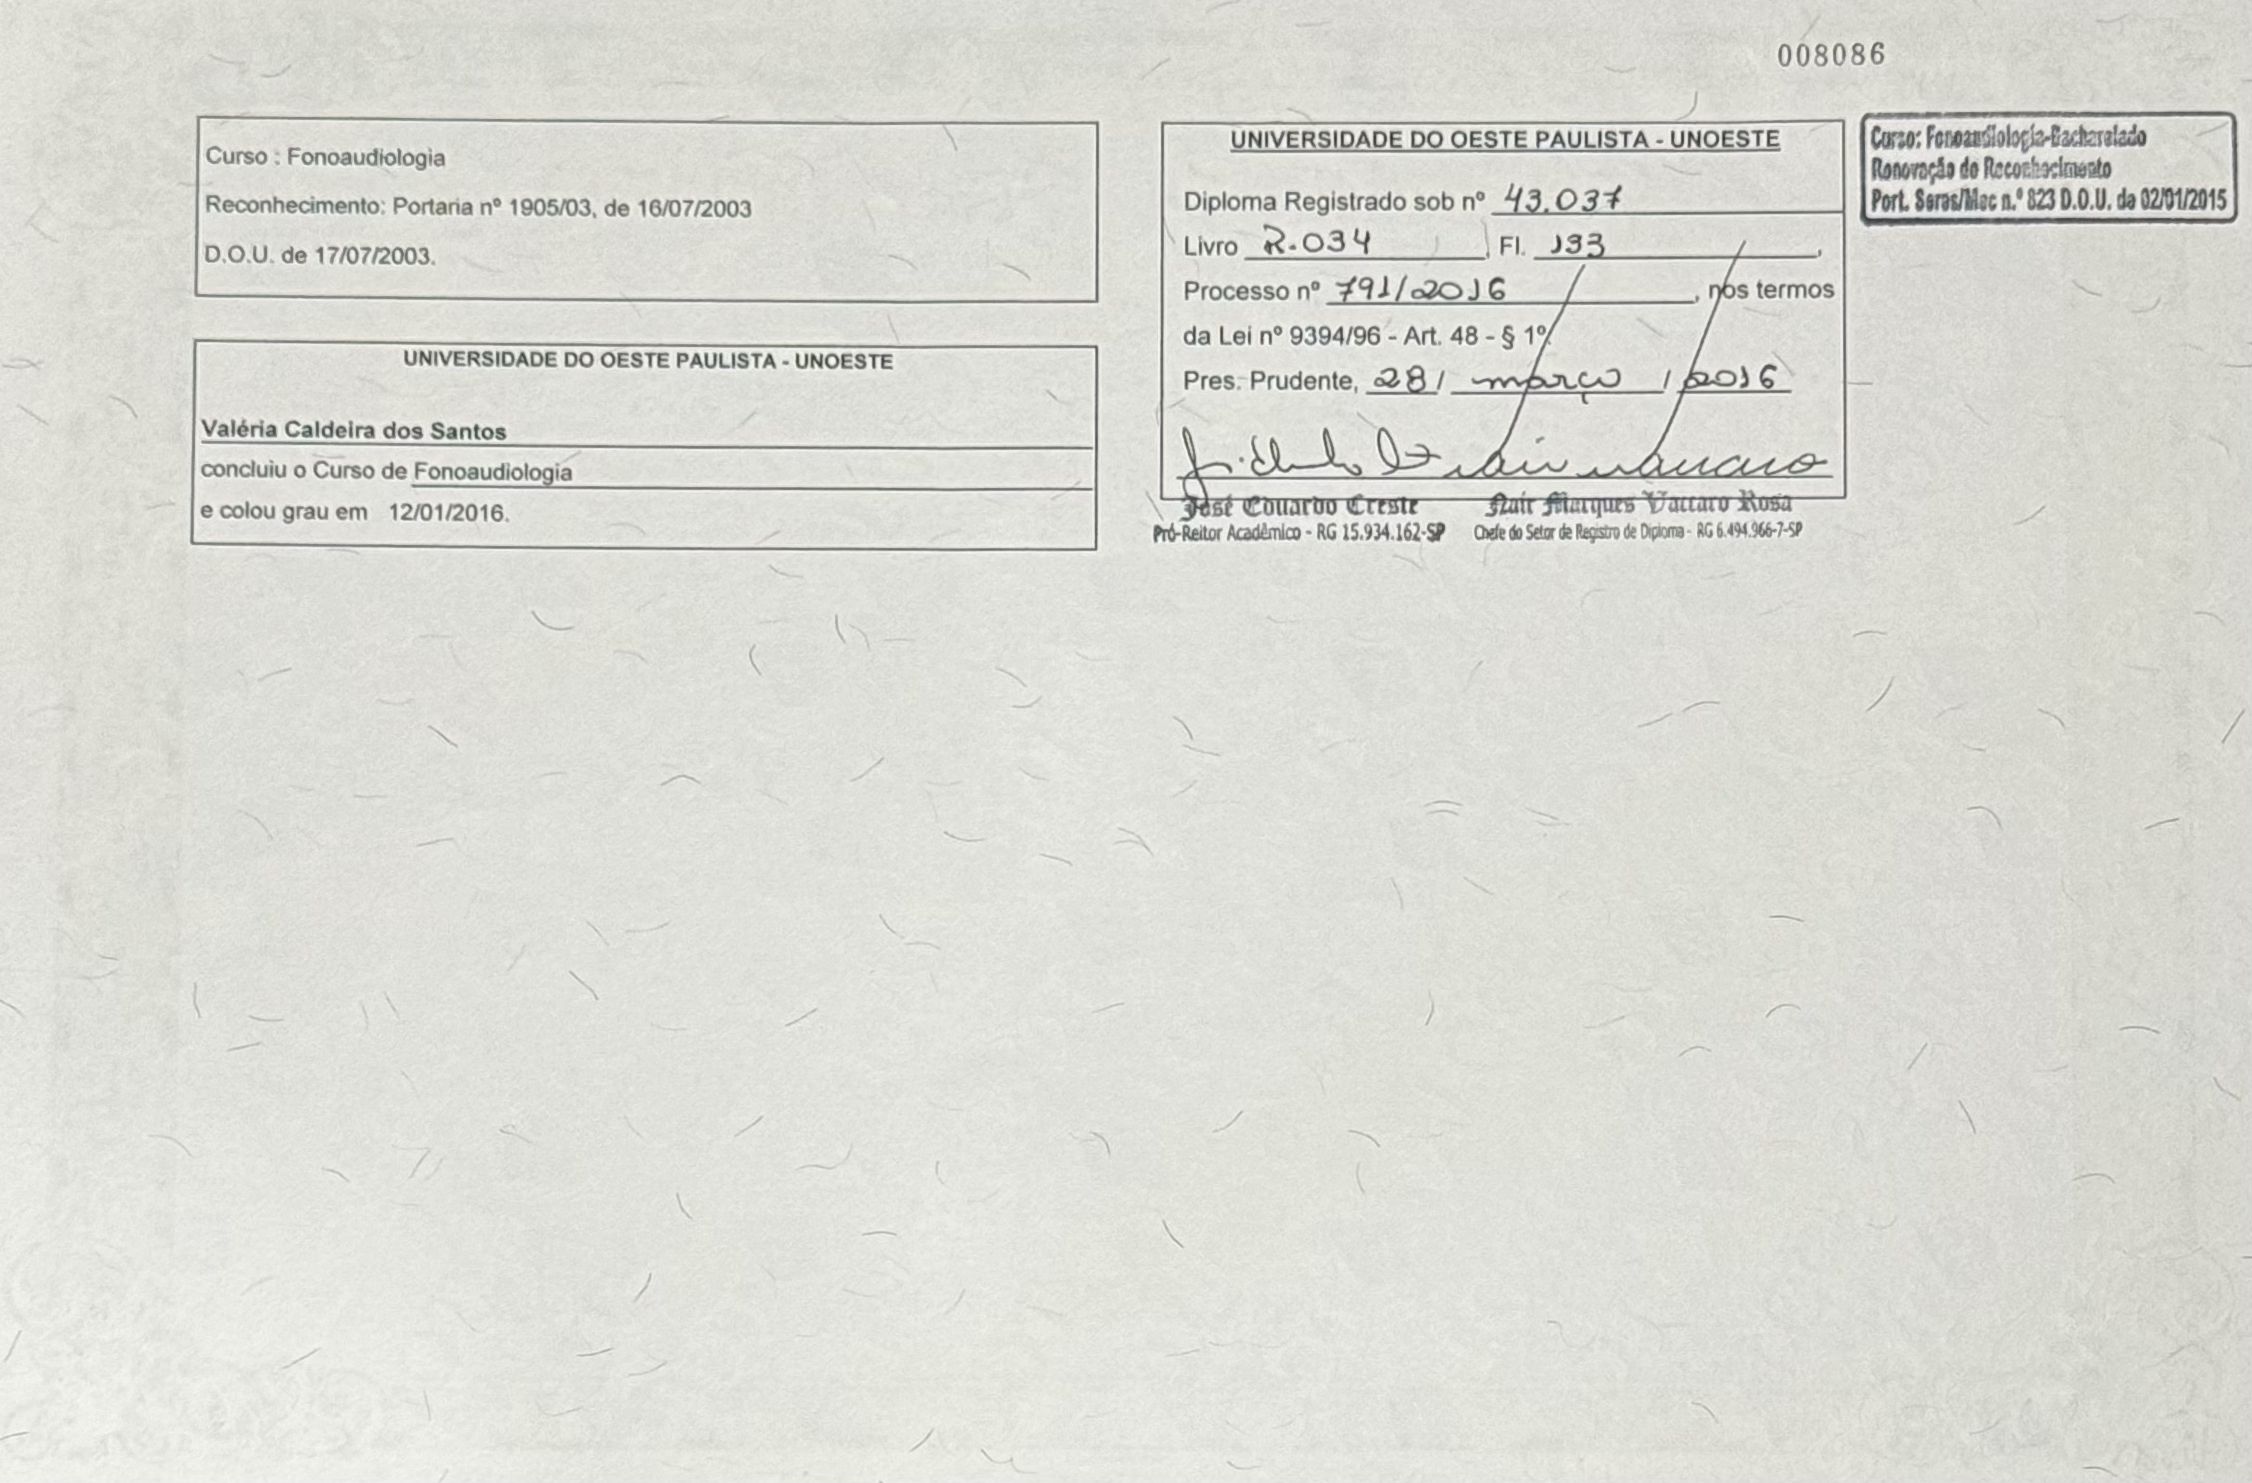 008086
Curso : Fonoaudiologia
Reconhecimento: Portaria nº 1905/03, de 16/07/2003
D.O.U. de 17/07/2003.
UNIVERSIDADE DO OESTE PAULISTA - UNOESTE
Valéria Caldeira dos Santos
concluiu o Curso de Fonoaudiologia
e colou grau em 12/01/2016.
UNIVERSIDADE DO OESTE PAULISTA - UNOESTE
Diploma Registrado sob nº 43.037
Livro R.034, Fl. 133,
Processo nº 791/2016, nos termos
da Lei nº 9394/96 - Art. 48 - § 1º.
Pres. Prudente, 28 / março / 2016
José Eduardo Creste
Pró-Reitor Acadêmico - RG 15.934.162-SP
Nair Marques Vaccaro Rosa
Chefe do Setor de Registro de Diploma - RG 6.494.966-7-SP
Curso: Fonoaudiologia-Bacharelado
Renovação de Reconhecimento
Port. Seres/Mec n.º 823 D.O.U. de 02/01/2015